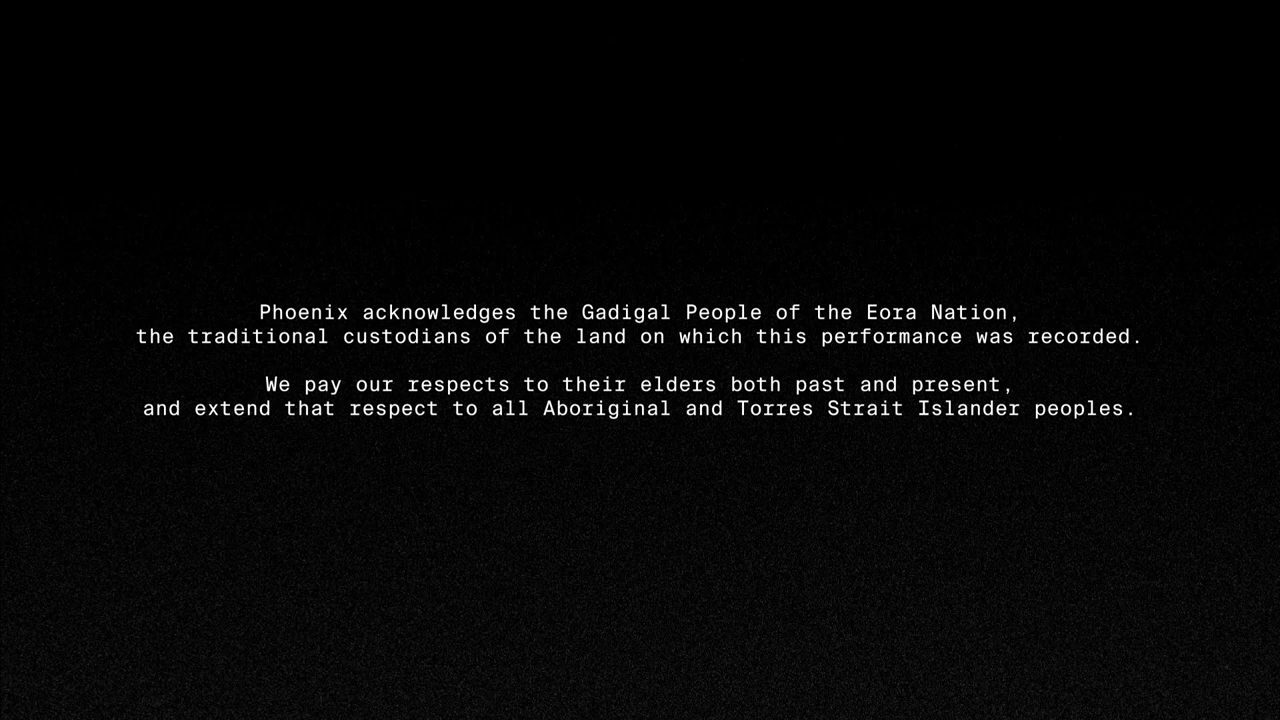 Phoenix acknowledges the Gadigal People of the Eora Nation,
the traditional custodians of the land on which this performance was recorded.
We pay our respects to their elders both past and present,
and extend that respect to all Aboriginal and Torres Strait Islander peoples.